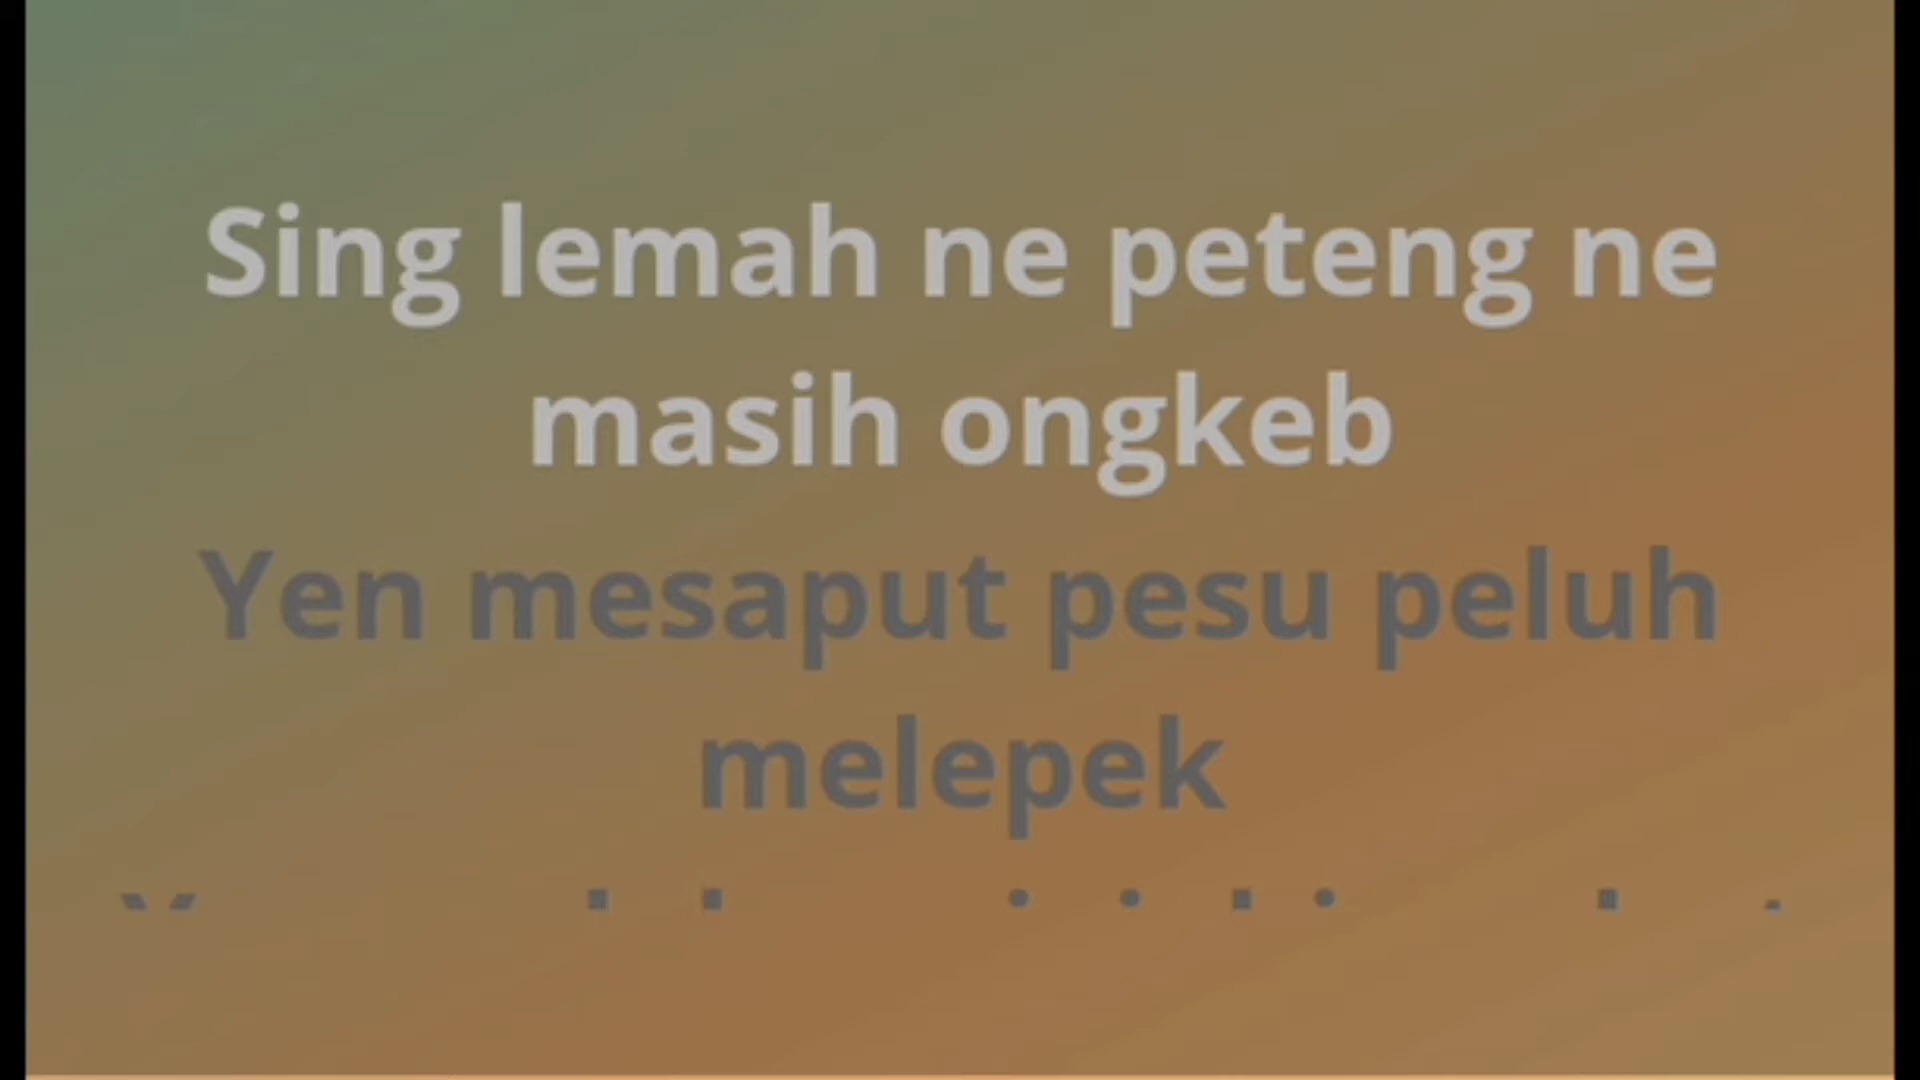 Sing lemah ne peteng ne
masih ongkeb
Yen mesaput pesu peluh
melepek